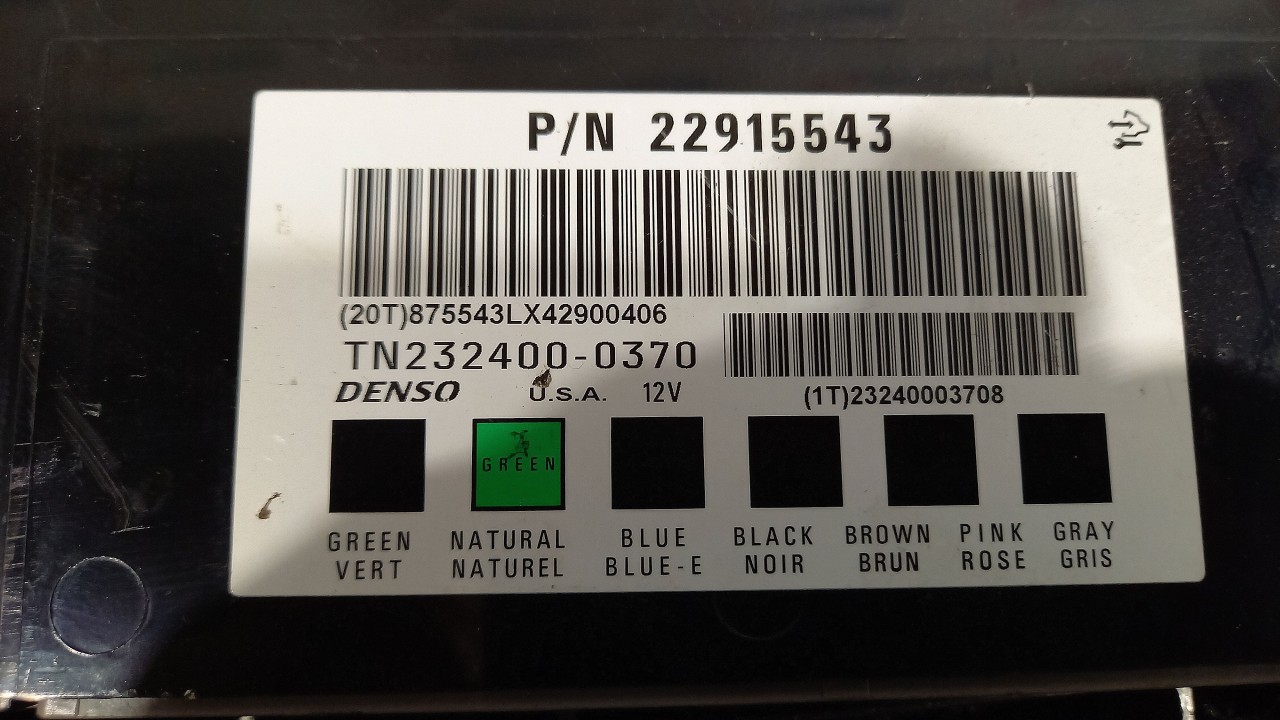 P/N 22915543
(20T)875543LX42900406
TN232400-0370
DENSO U.S.A. 12V
(1T)23240003708
GREEN
GREEN NATURAL BLUE BLACK BROWN PINK GRAY
VERT NATUREL BLUE-E NOIR BRUN ROSE GRIS